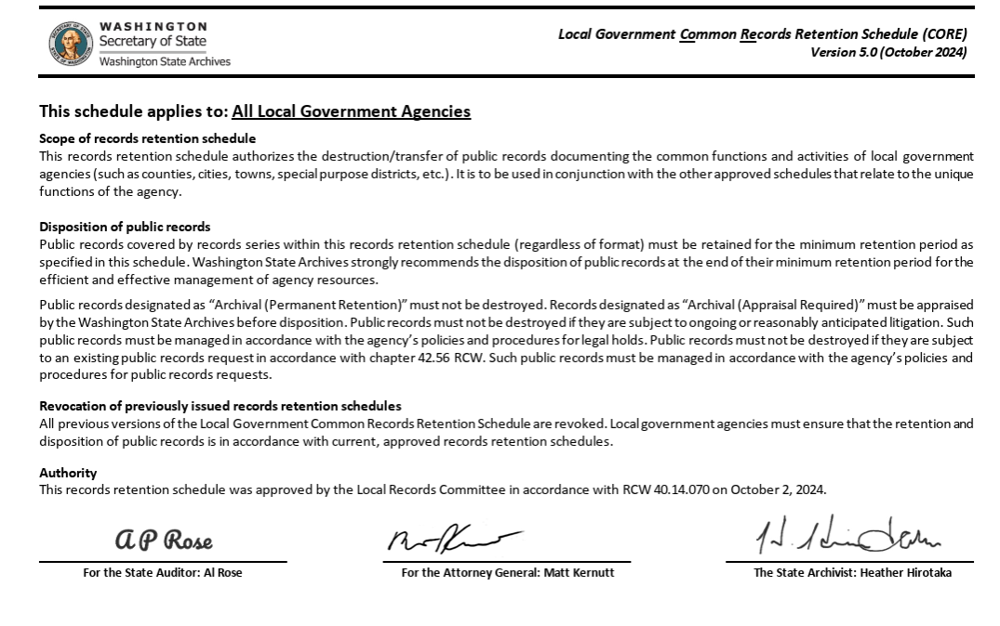 WASHINGTON
Secretary of State
Washington State Archives
Local Government Common Records Retention Schedule (CORE)
Version 5.0 (October 2024)
This schedule applies to: All Local Government Agencies
Scope of records retention schedule
This records retention schedule authorizes the destruction/transfer of public records documenting the common functions and activities of local government
agencies (such as counties, cities, towns, special purpose districts, etc.). It is to be used in conjunction with the other approved schedules that relate to the unique
functions of the agency.
Disposition of public records
Public records covered by records series within this records retention schedule (regardless of format) must be retained for the minimum retention period as
specified in this schedule. Washington State Archives strongly recommends the disposition of public records at the end of their minimum retention period for the
efficient and effective management of agency resources.
Public records designated as “Archival (Permanent Retention)” must not be destroyed. Records designated as “Archival (Appraisal Required)” must be appraised
by the Washington State Archives before disposition. Public records must not be destroyed if they are subject to ongoing or reasonably anticipated litigation. Such
public records must be managed in accordance with the agency’s policies and procedures for legal holds. Public records must not be destroyed if they are subject
to an existing public records request in accordance with chapter 42.56 RCW. Such public records must be managed in accordance with the agency’s policies and
procedures for public records requests.
Revocation of previously issued records retention schedules
All previous versions of the Local Government Common Records Retention Schedule are revoked. Local government agencies must ensure that the retention and
disposition of public records is in accordance with current, approved records retention schedules.
Authority
This records retention schedule was approved by the Local Records Committee in accordance with RCW 40.14.070 on October 2, 2024.
AP Rose
For the State Auditor: Al Rose
For the Attorney General: Matt Kernutt
The State Archivist: Heather Hirotaka